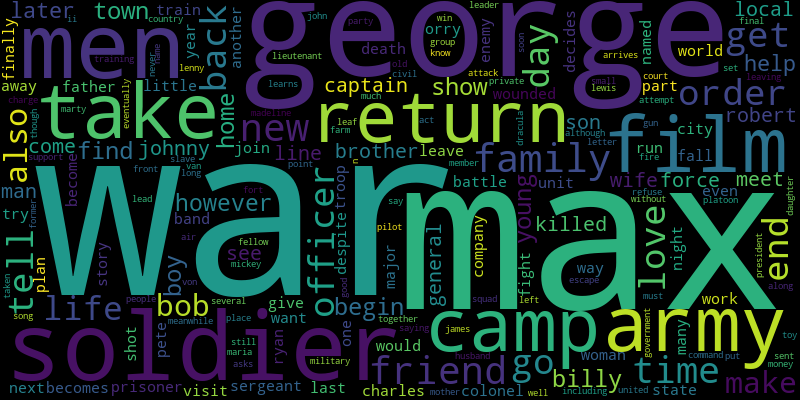 war
max
george
soldier
film
men
take
return
camp
army
family
friend
new
order
officer
life
time
go
get
back
also
tell
day
end
love
home
young
billy
bob
make
find
town
later
train
year
another
death
orry
enemy
decides
named
world
local
help
part
robert
captain
show
wounded
son
city
run
fall
finally
country
ii
training
never
name
lenny
away
father
little
marty
eventually
though
come
johnny
join
line
brother
leave
john
party
win
group
know
leader
soon
lieutenant
old
civil
attack
private
learns
much
madeline
leaf
farm
act
dracula
although
small
lewis
arrives
court
set
attempt
final
leaving
gun
letter
fire
charge
support
slave
van
long
man
become
however
band
try
plan
story
boy
see
mickey
fellow
air
von
front
point
lead
fort
troop
despite
say
pilot
major
general
battle
unit
company
fight
killed
way
escape
wife
force
even
meet
platoon
refuse
member
without
night
daughter
president
along
former
taken
song
people
several
meanwhile
place
give
want
still
maria
asks
ryan
one
good
begin
squad
left
together
saying
james
husband
would
military
shot
pete
next
becomes
prisoner
visit
sergeant
last
charles
colonel
mother
well
including
woman
united
state
command
put
many
must
government
work
toy
sent
money
n